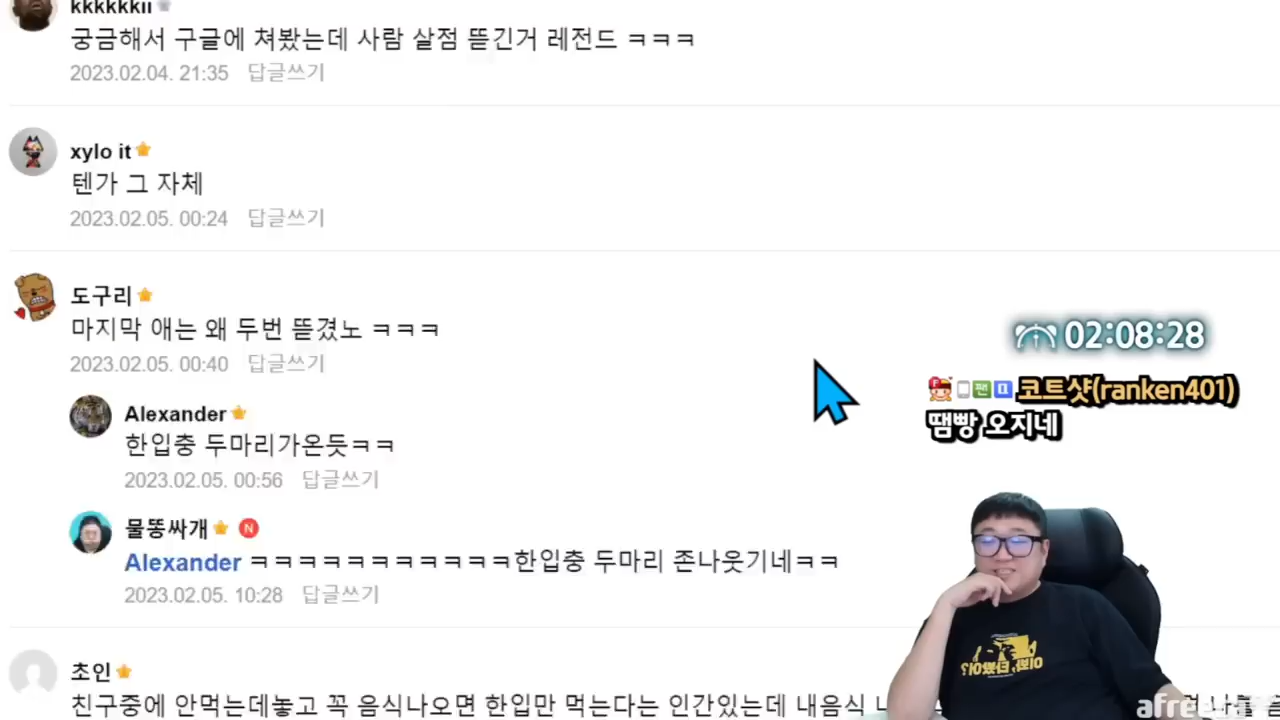 kkkkkkii
궁금해서 구글에 쳐봤는데 사람 살점 뜯긴거 레전드 ㅋㅋㅋ
2023.02.04. 21:35 답글쓰기
xylo it
텐가 그 자체
2023.02.05. 00:24 답글쓰기
도구리
마지막 애는 왜 두번 뜯겼노 ㅋㅋㅋ
2023.02.05. 00:40 답글쓰기
Alexander
한입충 두마리가온듯ㅋㅋ
2023.02.05. 00:56 답글쓰기
물똥싸개 N
Alexander ㅋㅋㅋㅋㅋㅋㅋㅋㅋㅋㅋ한입충 두마리 존나웃기네ㅋㅋ
2023.02.05. 10:28 답글쓰기
초인
친구중에 안먹는데놓고 꼭 음식나오면 한입만 먹는다는 인간있는데 내음식
02:08:28
F 팬 코트샷(ranken401)
땜빵 오지네
이봐, 타봤어?
afree